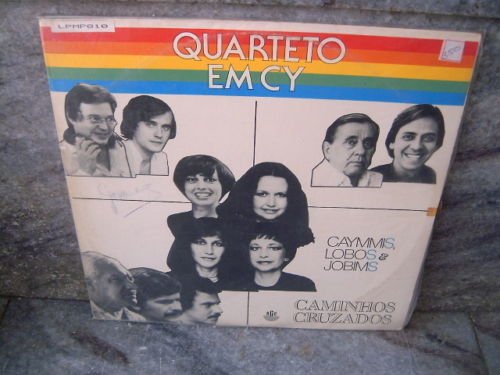 LPMP010
QUARTETO
EM CY
CAYMMIS,
LOBOS &
JOBIMS
CAMINHOS
CRUZADOS